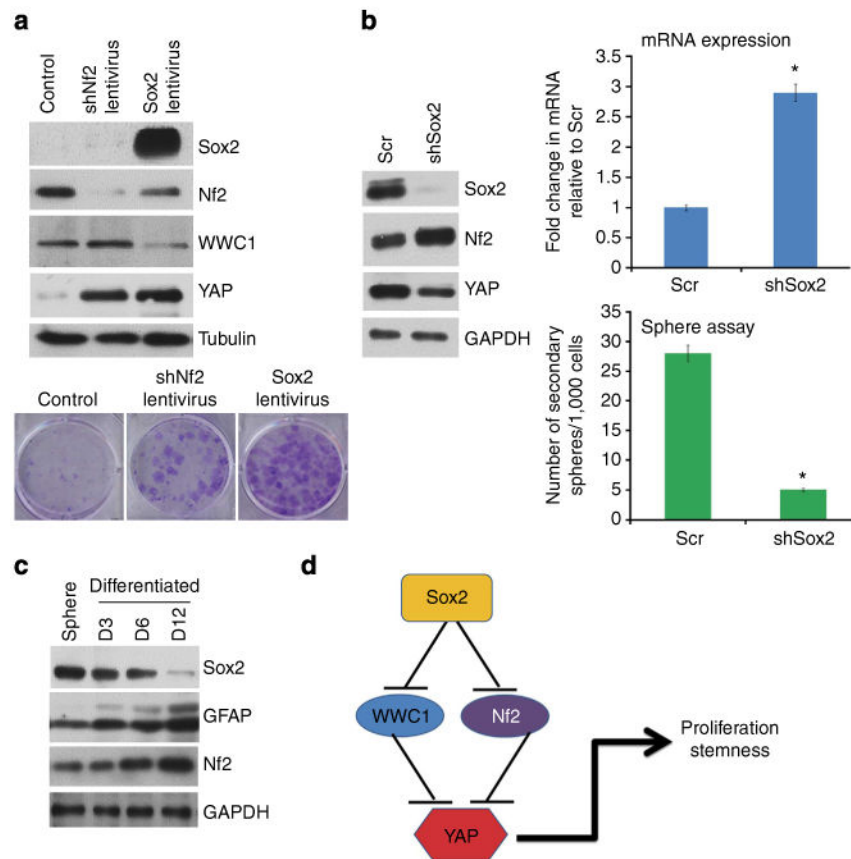 a
Control
shNf2
lentivirus
Sox2
lentivirus
Sox2
Nf2
WWC1
YAP
Tubulin
Control
shNf2
lentivirus
Sox2
lentivirus
b
Scr
shSox2
Sox2
Nf2
YAP
GAPDH
mRNA expression
Fold change in mRNA
relative to Scr
3.5
3
2.5
2
1.5
1
0.5
0
*
Scr
shSox2
Sphere assay
Number of secondary
spheres/1,000 cells
35
30
25
20
15
10
5
0
*
Scr
shSox2
c
Differentiated
Sphere
D3
D6
D12
Sox2
GFAP
Nf2
GAPDH
d
Sox2
WWC1
Nf2
YAP
Proliferation
stemness